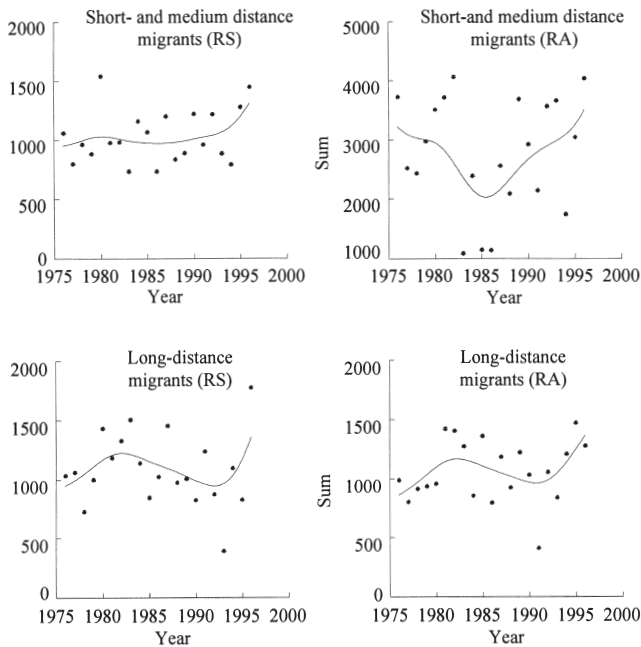 Short- and medium distance
migrants (RS)
2000
1500
1000
500
0
1975 1980 1985 1990 1995 2000
Year
Short-and medium distance
migrants (RA)
5000
4000
3000
2000
1000
Sum
1975 1980 1985 1990 1995 2000
Year
Long-distance
migrants (RS)
2000
1500
1000
500
0
1975 1980 1985 1990 1995 2000
Year
Long-distance
migrants (RA)
2000
1500
1000
500
0
Sum
1975 1980 1985 1990 1995 2000
Year